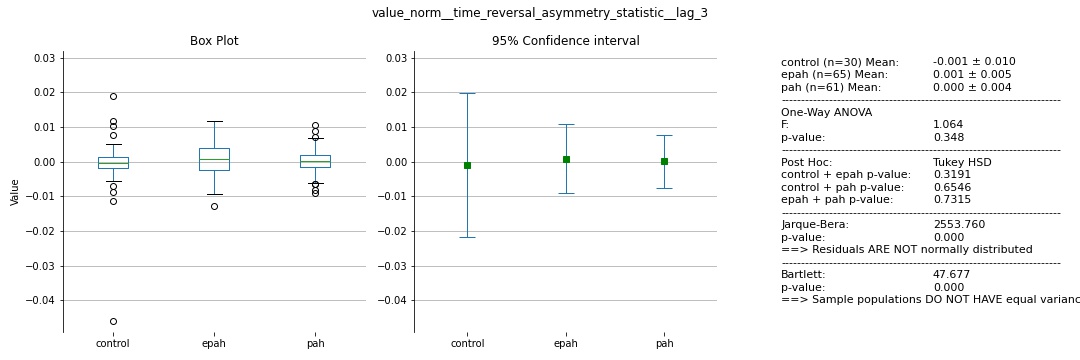 value_norm__time_reversal_asymmetry_statistic__lag_3
Box Plot
0.03
0.02
0.01
0.00
−0.01
−0.02
−0.03
−0.04
Value
control epah pah
95% Confidence interval
0.03
0.02
0.01
0.00
−0.01
−0.02
−0.03
−0.04
control epah pah
control (n=30) Mean: -0.001 ± 0.010
epah (n=65) Mean: 0.001 ± 0.005
pah (n=61) Mean: 0.000 ± 0.004
One-Way ANOVA
F: 1.064
p-value: 0.348
Post Hoc: Tukey HSD
control + epah p-value: 0.3191
control + pah p-value: 0.6546
epah + pah p-value: 0.7315
Jarque-Bera: 2553.760
p-value: 0.000
==> Residuals ARE NOT normally distributed
Bartlett: 47.677
p-value: 0.000
==> Sample populations DO NOT HAVE equal varianc